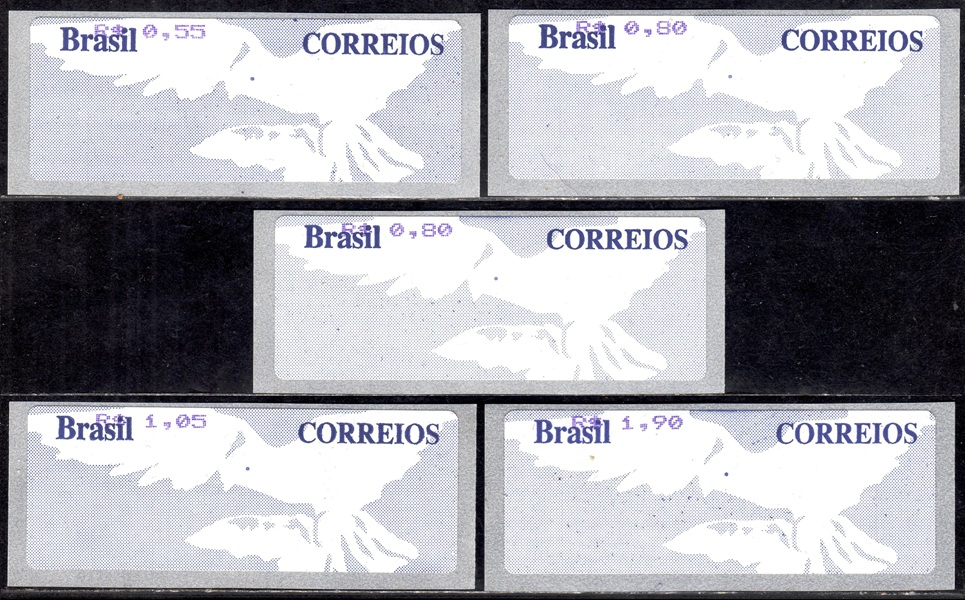 R$ 0,55
Brasil CORREIOS
R$ 0,80
Brasil CORREIOS
R$ 0,80
Brasil CORREIOS
R$ 1,05
Brasil CORREIOS
R$ 1,90
Brasil CORREIOS